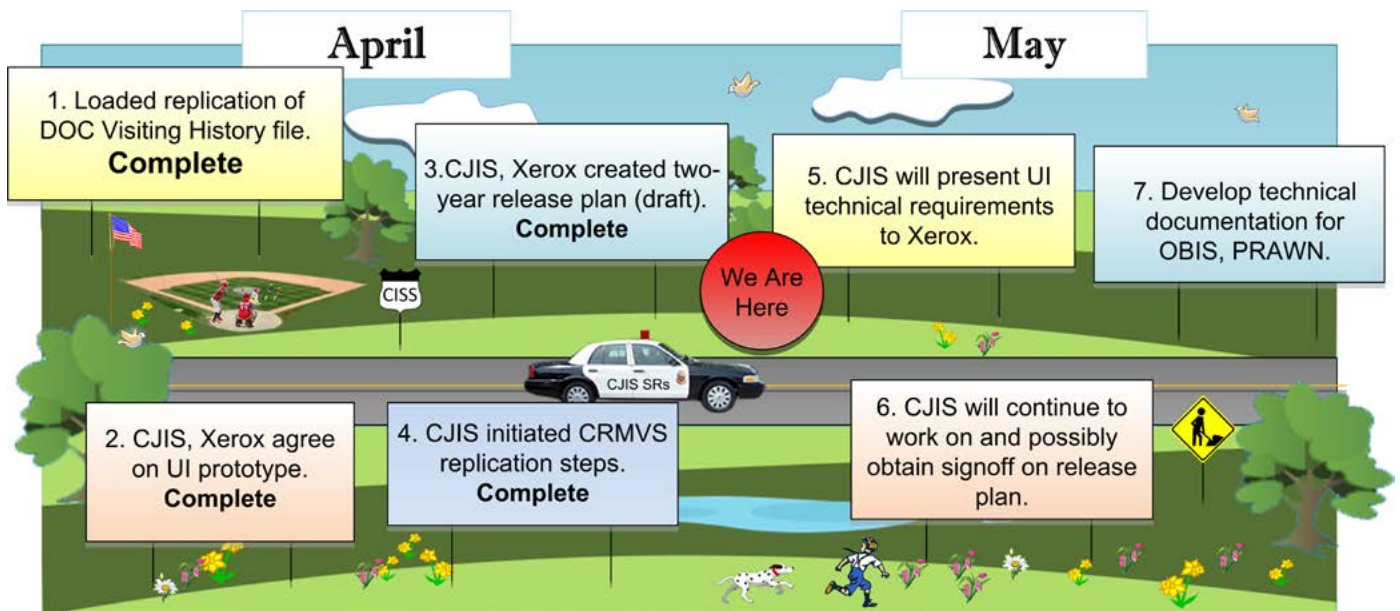 April
May
1. Loaded replication of
DOC Visiting History file.
Complete
3.CJIS, Xerox created two-
year release plan (draft).
Complete
5. CJIS will present UI
technical requirements
to Xerox.
7. Develop technical
documentation for
OBIS, PRAWN.
We Are
Here
CISS
CJIS SRs
2. CJIS, Xerox agree
on UI prototype.
Complete
4. CJIS initiated CRMVS
replication steps.
Complete
6. CJIS will continue to
work on and possibly
obtain signoff on release
plan.